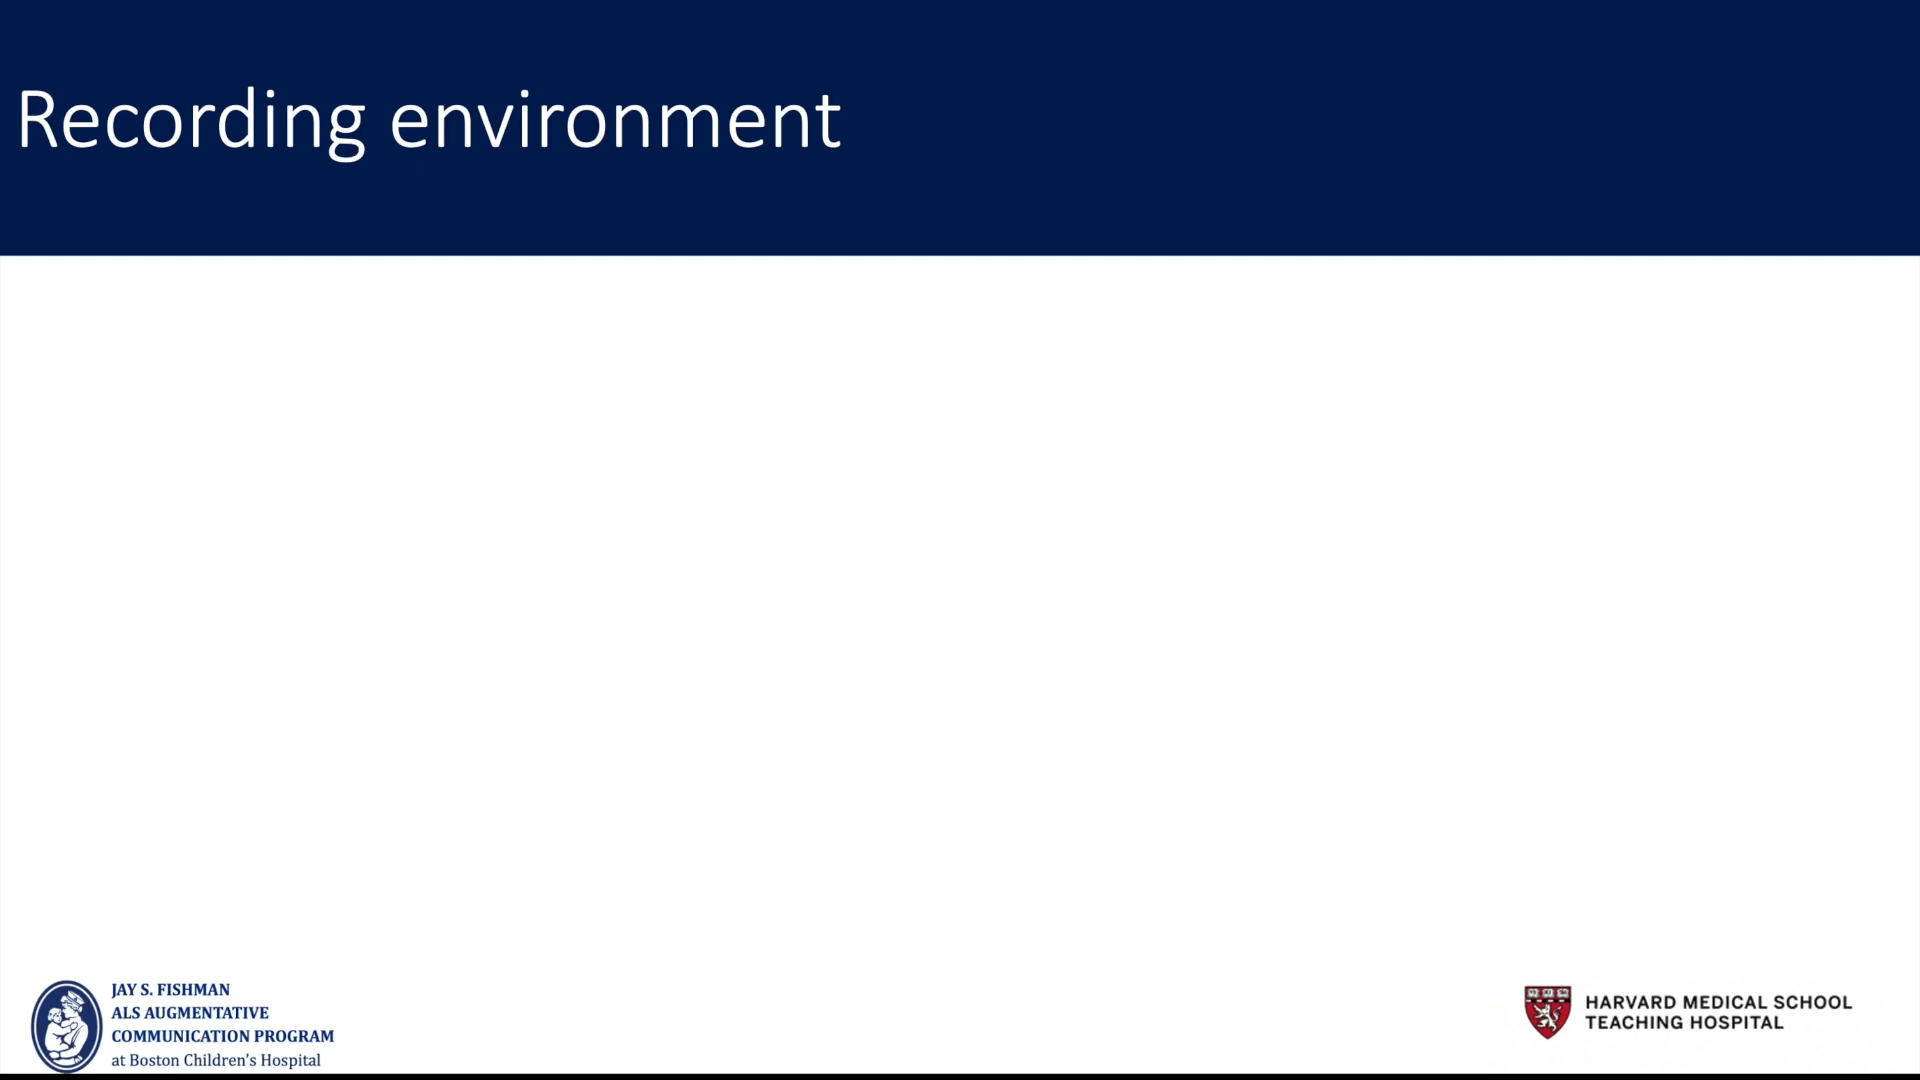 Recording environment
JAY S. FISHMAN
ALS AUGMENTATIVE
COMMUNICATION PROGRAM
at Boston Children's Hospital
HARVARD MEDICAL SCHOOL
TEACHING HOSPITAL